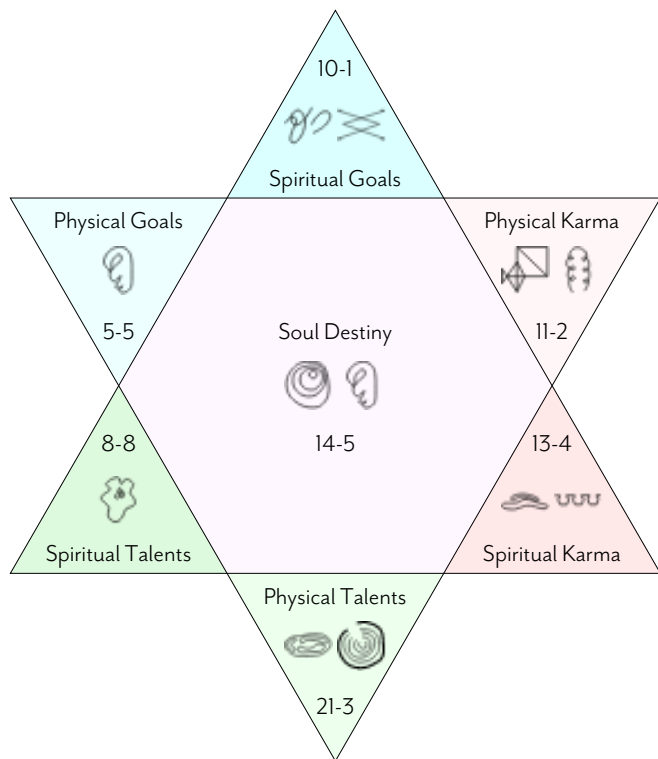 10-1
Spiritual Goals
Physical Goals
5-5
Physical Karma
11-2
Soul Destiny
14-5
8-8
Spiritual Talents
13-4
Spiritual Karma
Physical Talents
21-3